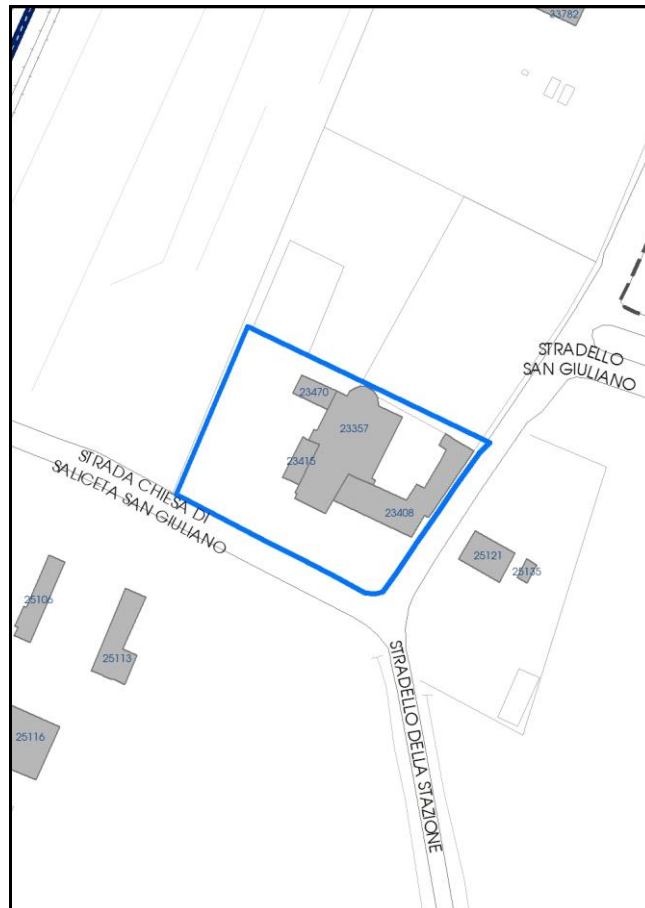 23782
STRADELLO
SAN GIULIANO
23470
23357
23415
STRADA CHIESA DI
SALICETA SAN GIULIANO
23408
25121
25135
25106
25113
STRADELLO DELLA STAZIONE
25116